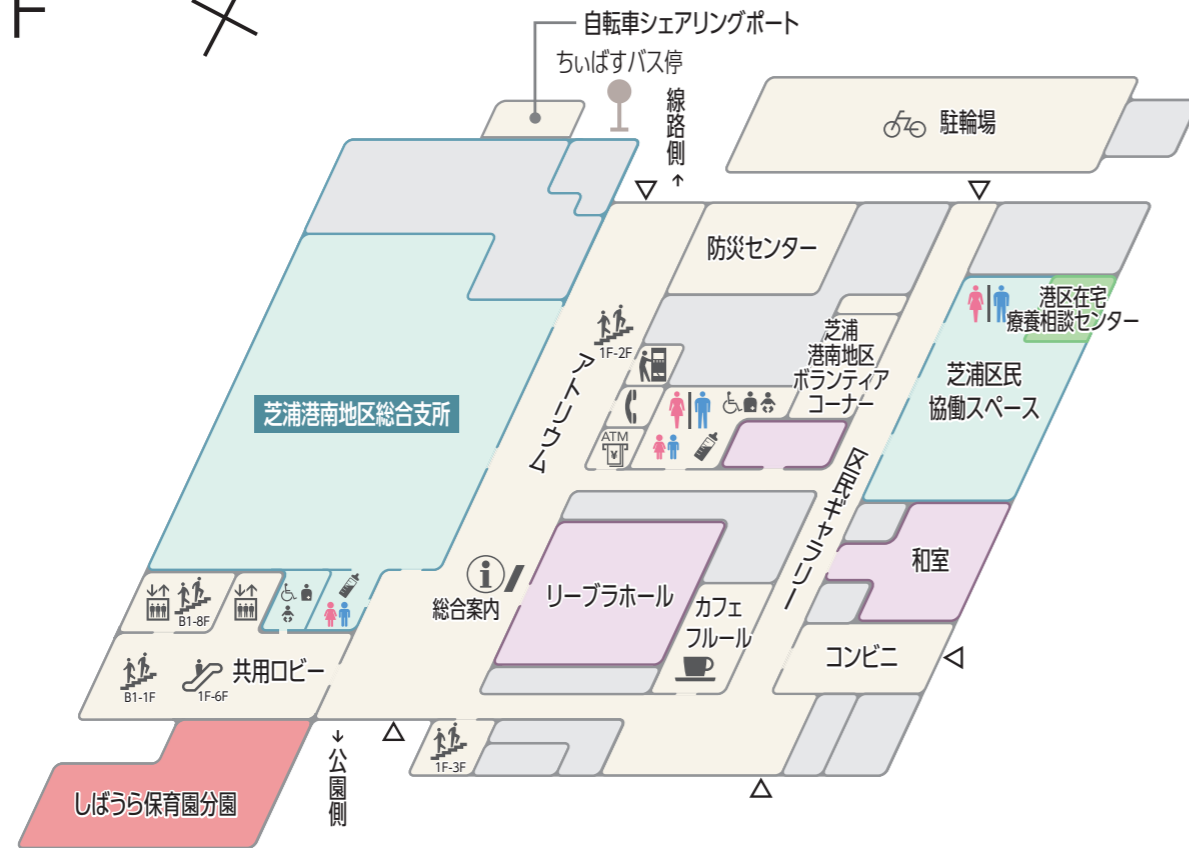 F
自転車シェアリングポート
ちぃばすバス停
線路側
↑
駐輪場
防災センター
港区在宅
療養相談センター
1F-2F
アトリウム
芝浦
港南地区
ボランティア
コーナー
芝浦区民
協働スペース
芝浦港南地区総合支所
ATM
¥
区民ギャラリー
和室
i
総合案内
リーブラホール
カフェ
フルール
B1-8F
コンビニ
共用ロビー
B1-1F
1F-6F
↓
公園側
1F-3F
しばうら保育園分園